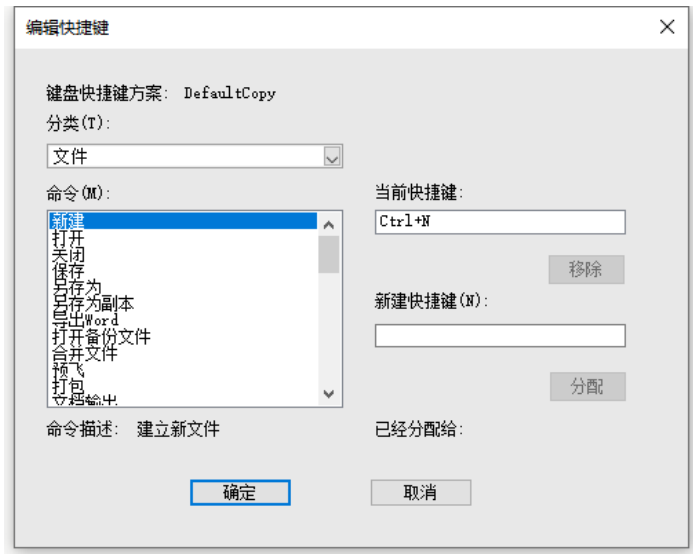 编辑快捷键
键盘快捷键方案: DefaultCopy
分类(T):
文件
命令(M):
新建
打开
关闭
保存
另存为
另存为副本
导出Word
打开备份文件
合并文件
预飞
打包
文档输出
当前快捷键:
Ctrl+N
移除
新建快捷键(N):
分配
命令描述: 建立新文件
已经分配给:
确定
取消